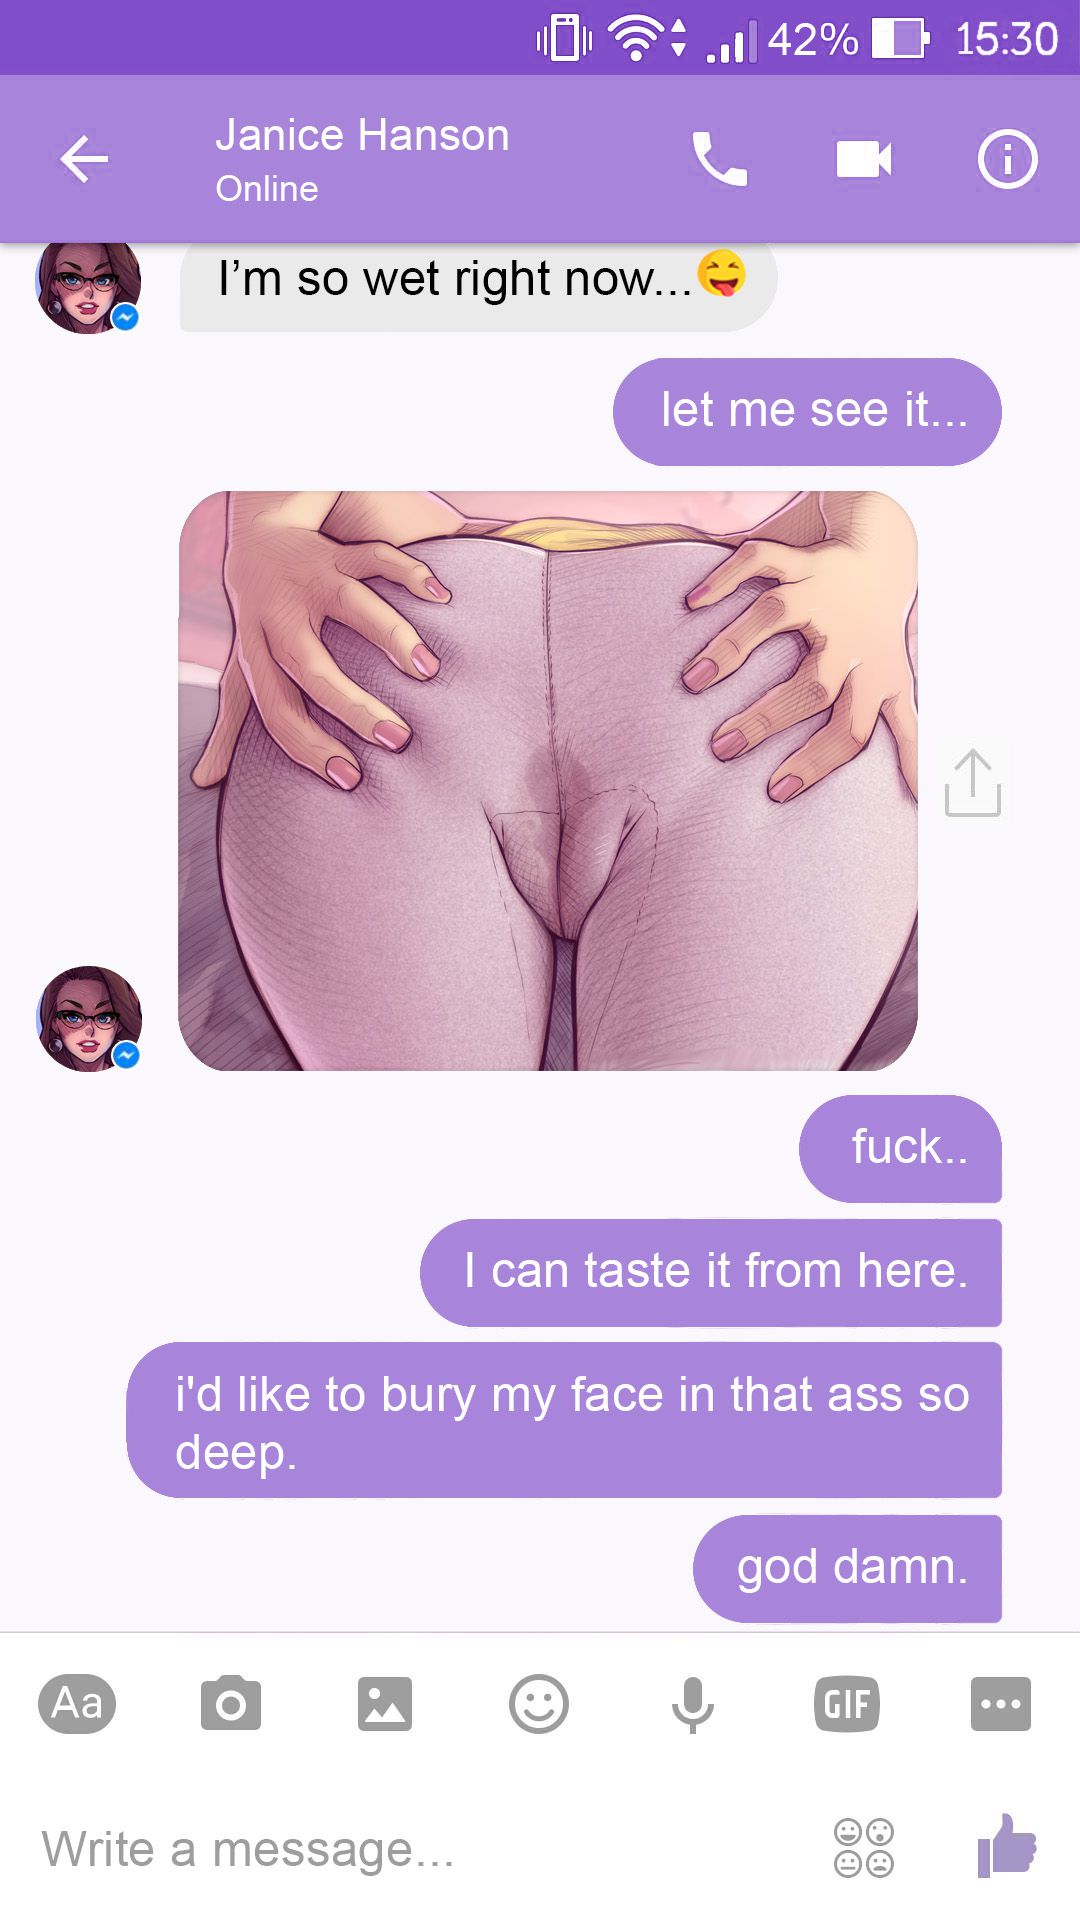 42% 15:30
Janice Hanson
Online
I’m so wet right now...
let me see it...
fuck..
I can taste it from here.
i'd like to bury my face in that ass so
deep.
god damn.
Aa
GIF
Write a message...